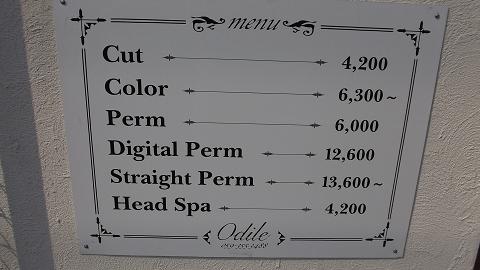 menu
Cut 4,200
Color 6,300~
Perm 6,000
Digital Perm 12,600
Straight Perm 13,600~
Head Spa 4,200
Odile